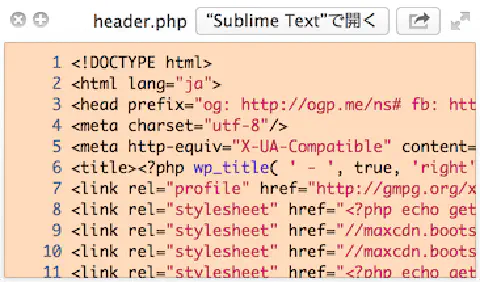 header.php "Sublime Text"で開く
1 <!DOCTYPE html>
2 <html lang="ja">
3 <head prefix="og: http://ogp.me/ns# fb: htt
4 <meta charset="utf-8"/>
5 <meta http-equiv="X-UA-Compatible" content=
6 <title><?php wp_title( ' - ', true, 'right'
7 <link rel="profile" href="http://gmpg.org/x
8 <link rel="stylesheet" href="<?php echo get
9 <link rel="stylesheet" href="//maxcdn.boots
10 <link rel="stylesheet" href="//maxcdn.boots
11 <link rel="stylesheet" href="<?php echo get